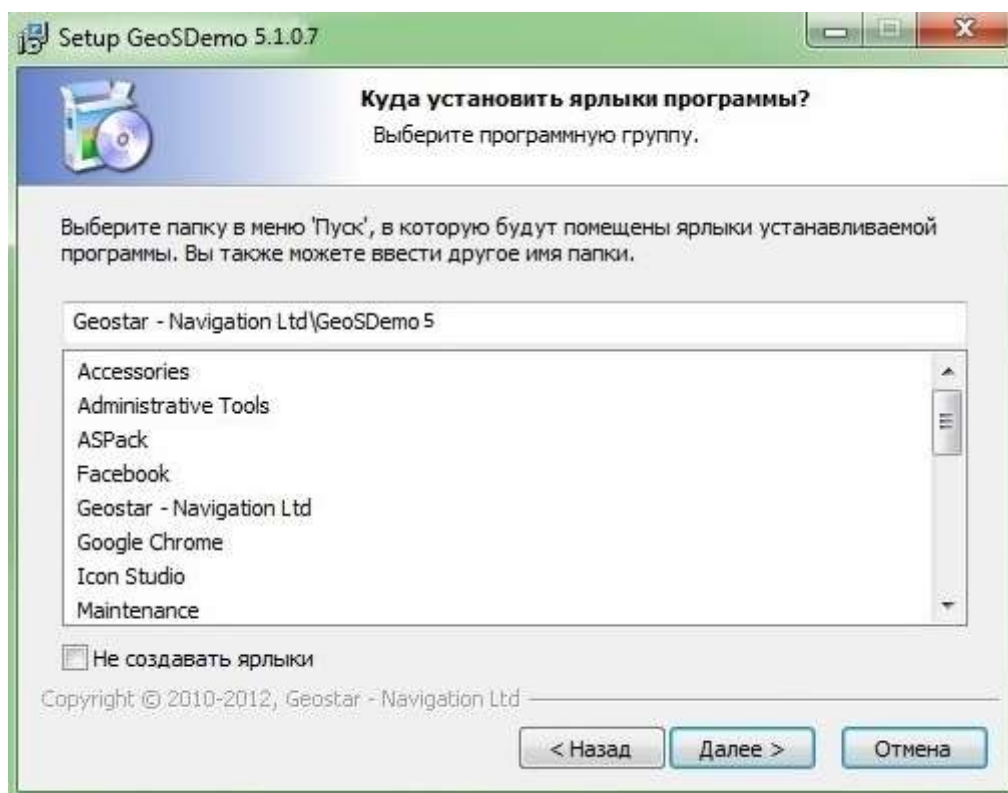 Setup GeoSDemo 5.1.0.7
Куда установить ярлыки программы?
Выберите программную группу.
Выберите папку в меню 'Пуск', в которую будут помещены ярлыки устанавливаемой
программы. Вы также можете ввести другое имя папки.
Geostar - Navigation Ltd\GeoSDemo 5
Accessories
Administrative Tools
ASPack
Facebook
Geostar - Navigation Ltd
Google Chrome
Icon Studio
Maintenance
Не создавать ярлыки
Copyright © 2010-2012, Geostar - Navigation Ltd
< Назад
Далее >
Отмена